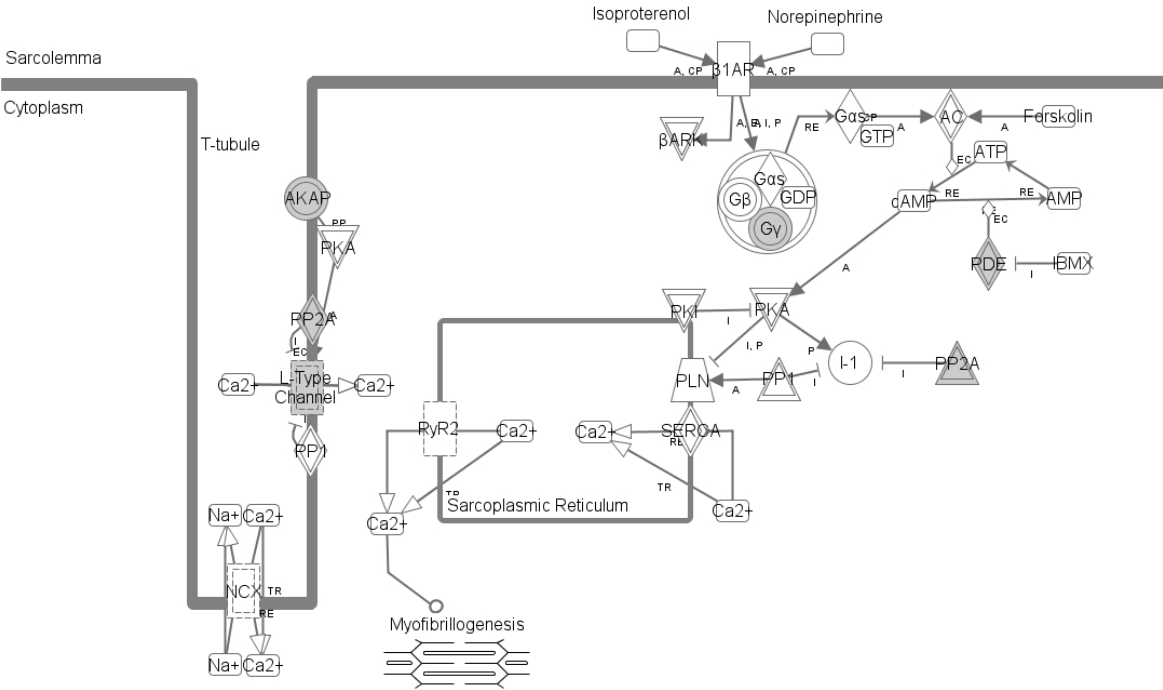 Isoproterenol
Norepinephrine
Sarcolemma
A, CP
β1AR
A, CP
Cytoplasm
T-tubule
βARK
RE
Gαs
GTP
A
AC
A
Forskolin
EC
ATP
Gαs
Gβ
GDP
Gγ
cAMP
RE
RE
AMP
EC
AKAP
PP
PKA
PDE
I
IBMX
A
PP2A
I
EC
PKI
I
PKA
I, P
P
I-1
I
PP2A
L-Type
Channel
Ca2+
Ca2+
PLN
A
PP1
I
I
PP1
RyR2
Ca2+
Ca2+
SERCA
TR
Sarcoplasmic Reticulum
Ca2+
Ca2+
Na+
Ca2+
NCX
TR
RE
Na+
Ca2+
Myofibrillogenesis